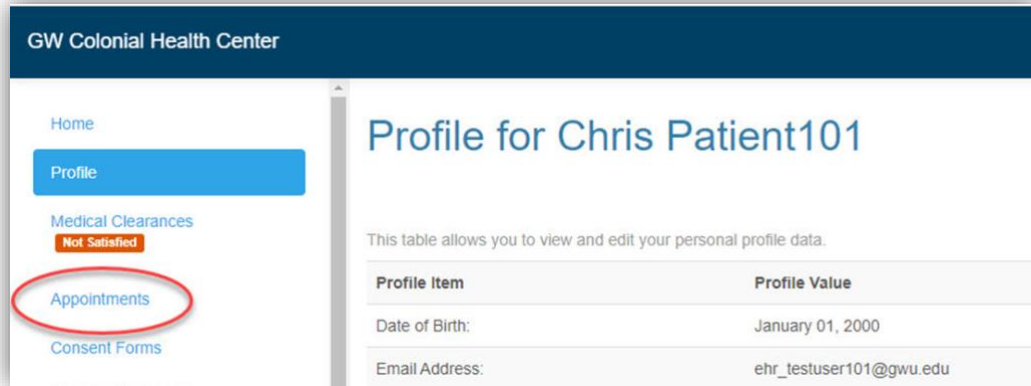 GW Colonial Health Center
Home
Profile
Medical Clearances
Not Satisfied
Appointments
Consent Forms
Profile for Chris Patient101
This table allows you to view and edit your personal profile data.
Profile Item Profile Value
Date of Birth: January 01, 2000
Email Address: ehr_testuser101@gwu.edu